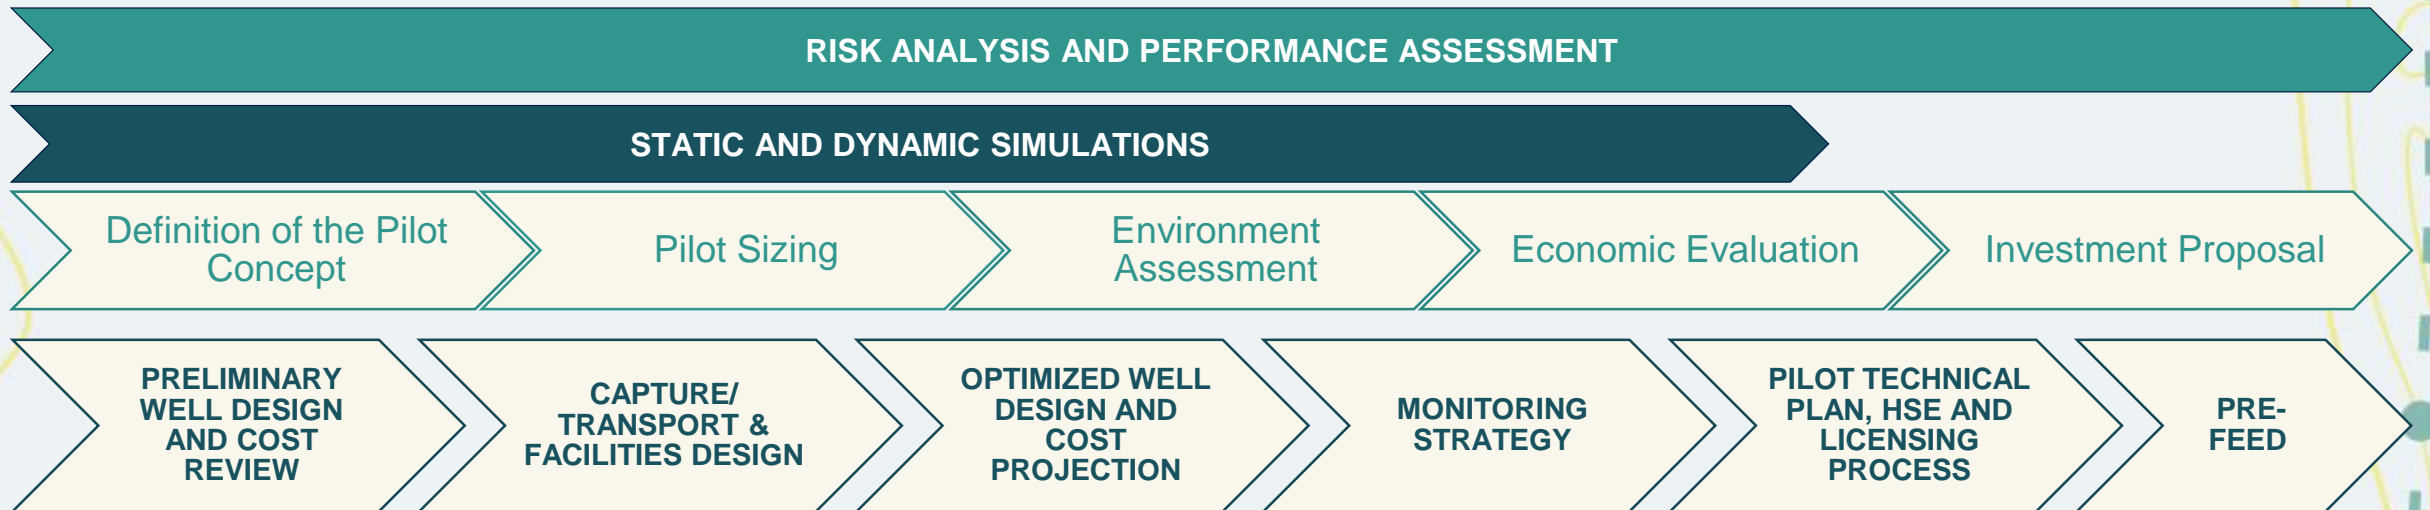 RISK ANALYSIS AND PERFORMANCE ASSESSMENT
STATIC AND DYNAMIC SIMULATIONS
Definition of the Pilot
Concept
Pilot Sizing
Environment
Assessment
Economic Evaluation
Investment Proposal
PRELIMINARY
WELL DESIGN
AND COST
REVIEW
CAPTURE/
TRANSPORT &
FACILITIES DESIGN
OPTIMIZED WELL
DESIGN AND
COST
PROJECTION
MONITORING
STRATEGY
PILOT TECHNICAL
PLAN, HSE AND
LICENSING
PROCESS
PRE-
FEED